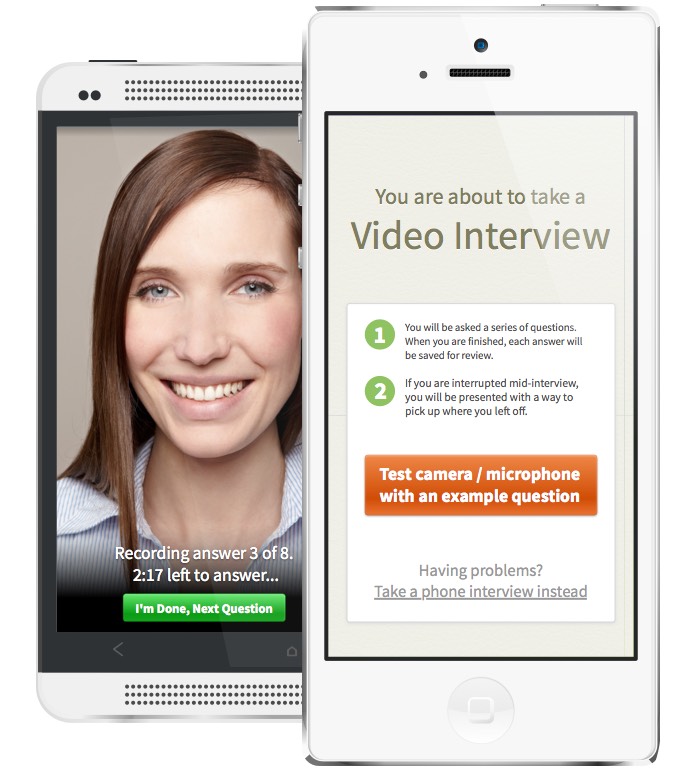 Recording answer 3 of 8.
2:17 left to answer...
I'm Done, Next Question
You are about to take a
Video Interview
1
You will be asked a series of questions.
When you are finished, each answer will
be saved for review.
2
If you are interrupted mid-interview,
you will be presented with a way to
pick up where you left off.
Test camera / microphone
with an example question
Having problems?
Take a phone interview instead